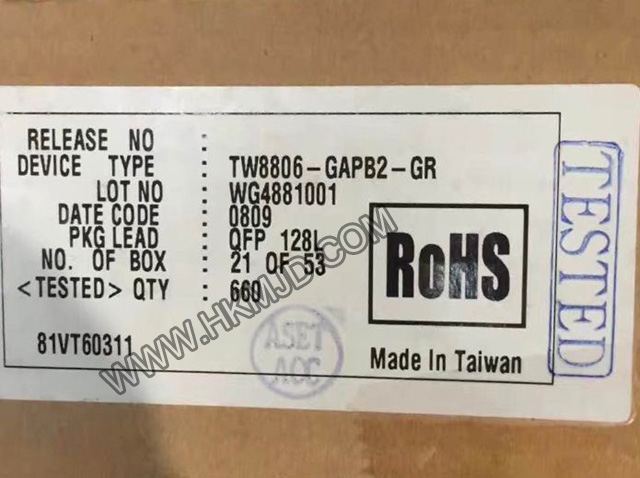 RELEASE NO :
DEVICE TYPE : TW8806-GAPB2-GR
LOT NO : WG4881001
DATE CODE : 0809
PKG LEAD : QFP 128L
NO. OF BOX : 21 OF 53
<TESTED> QTY : 660
81VT60311
RoHS
Made In Taiwan
TESTED
WWW.HKMJD.COM